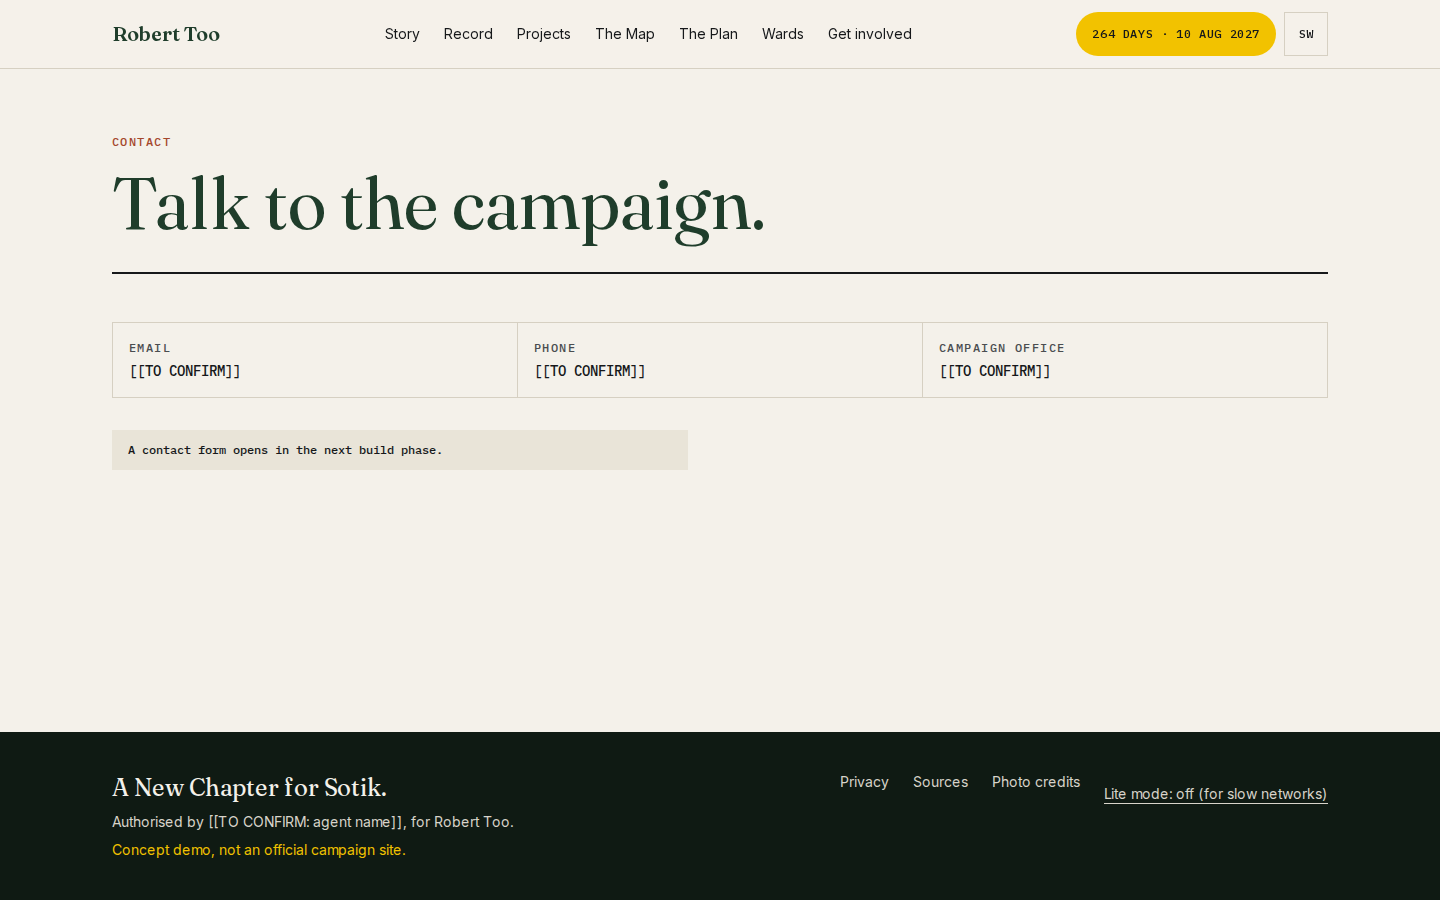 Robert Too
Story Record Projects The Map The Plan Wards Get involved
264 DAYS · 10 AUG 2027
SW
CONTACT
Talk to the campaign.
EMAIL
[[TO CONFIRM]]
PHONE
[[TO CONFIRM]]
CAMPAIGN OFFICE
[[TO CONFIRM]]
A contact form opens in the next build phase.
A New Chapter for Sotik.
Authorised by [[TO CONFIRM: agent name]], for Robert Too.
Concept demo, not an official campaign site.
Privacy Sources Photo credits
Lite mode: off (for slow networks)